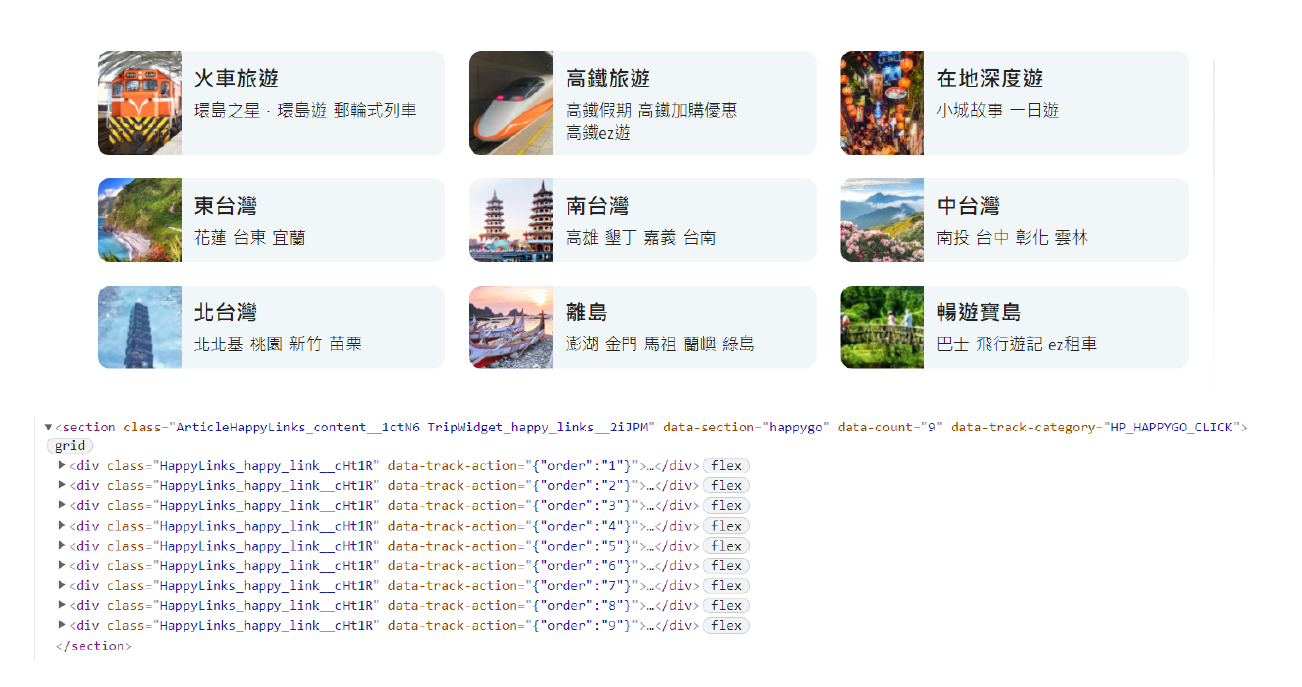 火車旅遊
環島之星．環島遊 郵輪式列車
高鐵旅遊
高鐵假期 高鐵加購優惠
高鐵ez遊
在地深度遊
小城故事 一日遊
東台灣
花蓮 台東 宜蘭
南台灣
高雄 墾丁 嘉義 台南
中台灣
南投 台中 彰化 雲林
北台灣
北北基 桃園 新竹 苗栗
離島
澎湖 金門 馬祖 蘭嶼 綠島
暢遊寶島
巴士 飛行遊記 ez租車
▼<section class="ArticleHappyLinks_content__1ctN6 TripWidget_happy_links__2iJPM" data-section="happygo" data-count="9" data-track-category="HP_HAPPYGO_CLICK">
grid
▶<div class="HappyLinks_happy_link__cHt1R" data-track-action="{"order":"1"}">…</div> flex
▶<div class="HappyLinks_happy_link__cHt1R" data-track-action="{"order":"2"}">…</div> flex
▶<div class="HappyLinks_happy_link__cHt1R" data-track-action="{"order":"3"}">…</div> flex
▶<div class="HappyLinks_happy_link__cHt1R" data-track-action="{"order":"4"}">…</div> flex
▶<div class="HappyLinks_happy_link__cHt1R" data-track-action="{"order":"5"}">…</div> flex
▶<div class="HappyLinks_happy_link__cHt1R" data-track-action="{"order":"6"}">…</div> flex
▶<div class="HappyLinks_happy_link__cHt1R" data-track-action="{"order":"7"}">…</div> flex
▶<div class="HappyLinks_happy_link__cHt1R" data-track-action="{"order":"8"}">…</div> flex
▶<div class="HappyLinks_happy_link__cHt1R" data-track-action="{"order":"9"}">…</div> flex
</section>